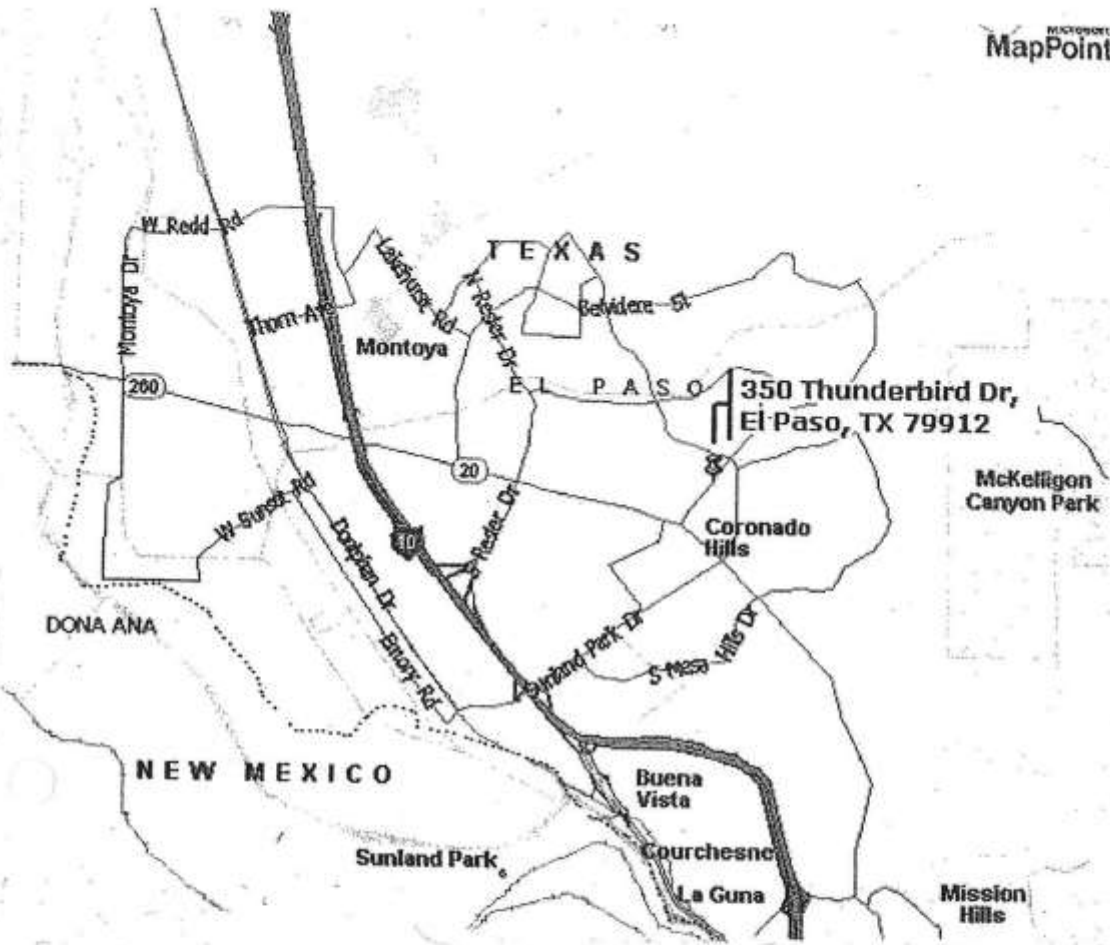 Microsoft
MapPoint
W Redd Rd
Montoya Dr
Lakehurst Rd
TEXAS
N Resler Dr
Belvidere St
Thorn Ave
Montoya
260
EL PASO
350 Thunderbird Dr,
El Paso, TX 79912
20
McKelligon
Canyon Park
W Sunset Rd
Coronado
Hills
10
Resler Dr
Doniphan Dr
DONA ANA
Emory Rd
Sunland Park Dr
S Mesa Hills Dr
NEW MEXICO
Buena
Vista
Sunland Park
Courchesne
La Guna
Mission
Hills